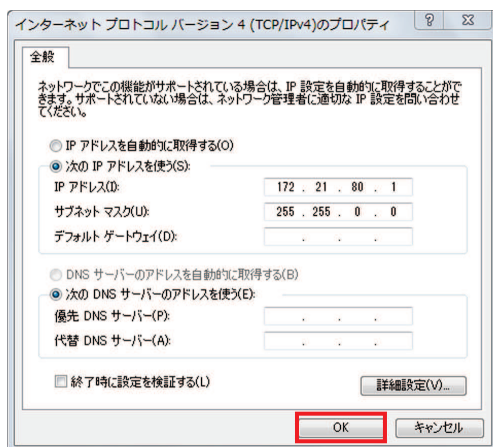 インターネット プロトコル バージョン 4 (TCP/IPv4)のプロパティ
全般
ネットワークでこの機能がサポートされている場合は、IP 設定を自動的に取得することがで
きます。サポートされていない場合は、ネットワーク管理者に適切な IP 設定を問い合わせ
てください。
IP アドレスを自動的に取得する(O)
次の IP アドレスを使う(S):
IP アドレス(I): 172 . 21 . 80 . 1
サブネット マスク(U): 255 . 255 . 0 . 0
デフォルト ゲートウェイ(D): . . .
DNS サーバーのアドレスを自動的に取得する(B)
次の DNS サーバーのアドレスを使う(E):
優先 DNS サーバー(P): . . .
代替 DNS サーバー(A): . . .
終了時に設定を検証する(L)
詳細設定(V)...
OK キャンセル